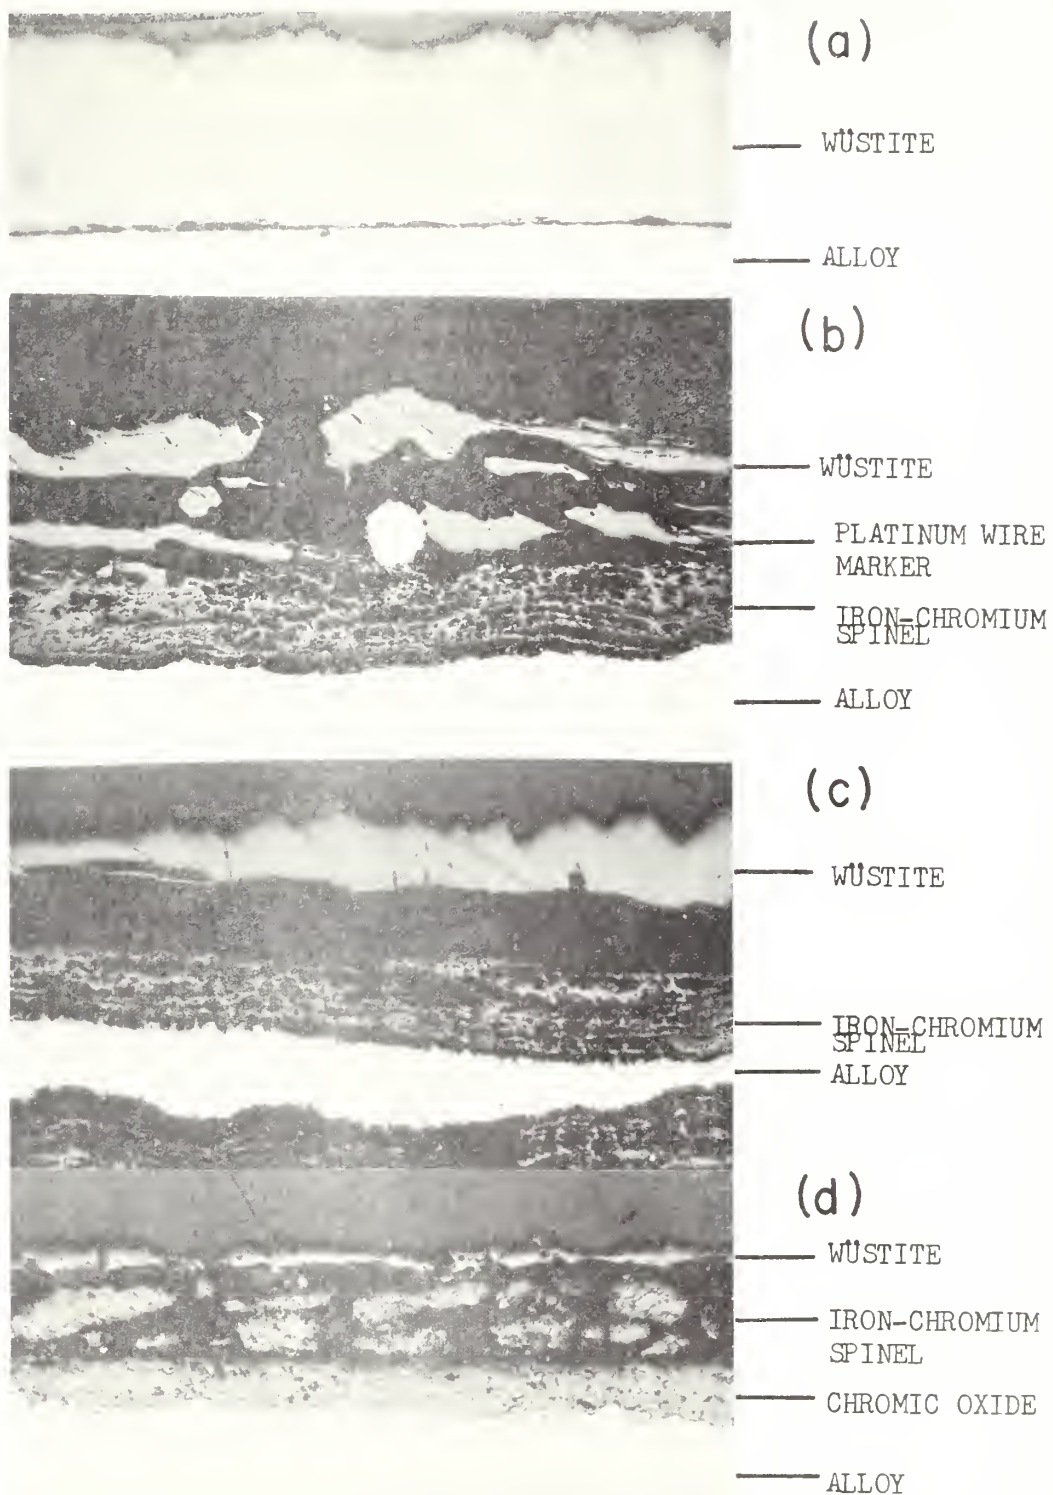 (a)
WÜSTITE
ALLOY
(b)
WÜSTITE
PLATINUM WIRE
MARKER
IRON-CHROMIUM
SPINEL
ALLOY
(c)
WÜSTITE
IRON-CHROMIUM
SPINEL
ALLOY
(d)
WÜSTITE
IRON-CHROMIUM
SPINEL
CHROMIC OXIDE
ALLOY